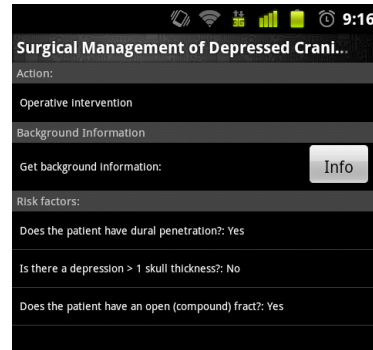 3G
9:16
Surgical Management of Depressed Crani...
Action:
Operative intervention
Background Information
Get background information:
Info
Risk factors:
Does the patient have dural penetration?: Yes
Is there a depression > 1 skull thickness?: No
Does the patient have an open (compound) fract?: Yes